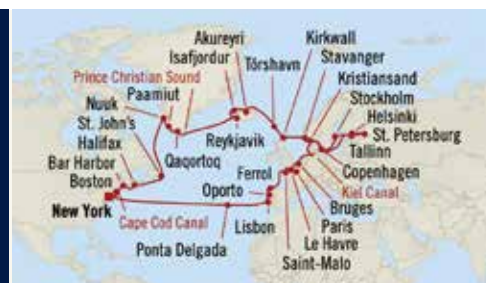 Akureyri
Isafjordur
Prince Christian Sound
Paamiut
Nuuk
St. John's
Halifax
Bar Harbor
Boston
New York
Cape Cod Canal
Qaqortoq
Reykjavik
Tórshavn
Kirkwall
Stavanger
Kristiansand
Stockholm
Helsinki
St. Petersburg
Tallinn
Copenhagen
Kiel Canal
Bruges
Paris
Le Havre
Saint-Malo
Ferrol
Oporto
Lisbon
Ponta Delgada